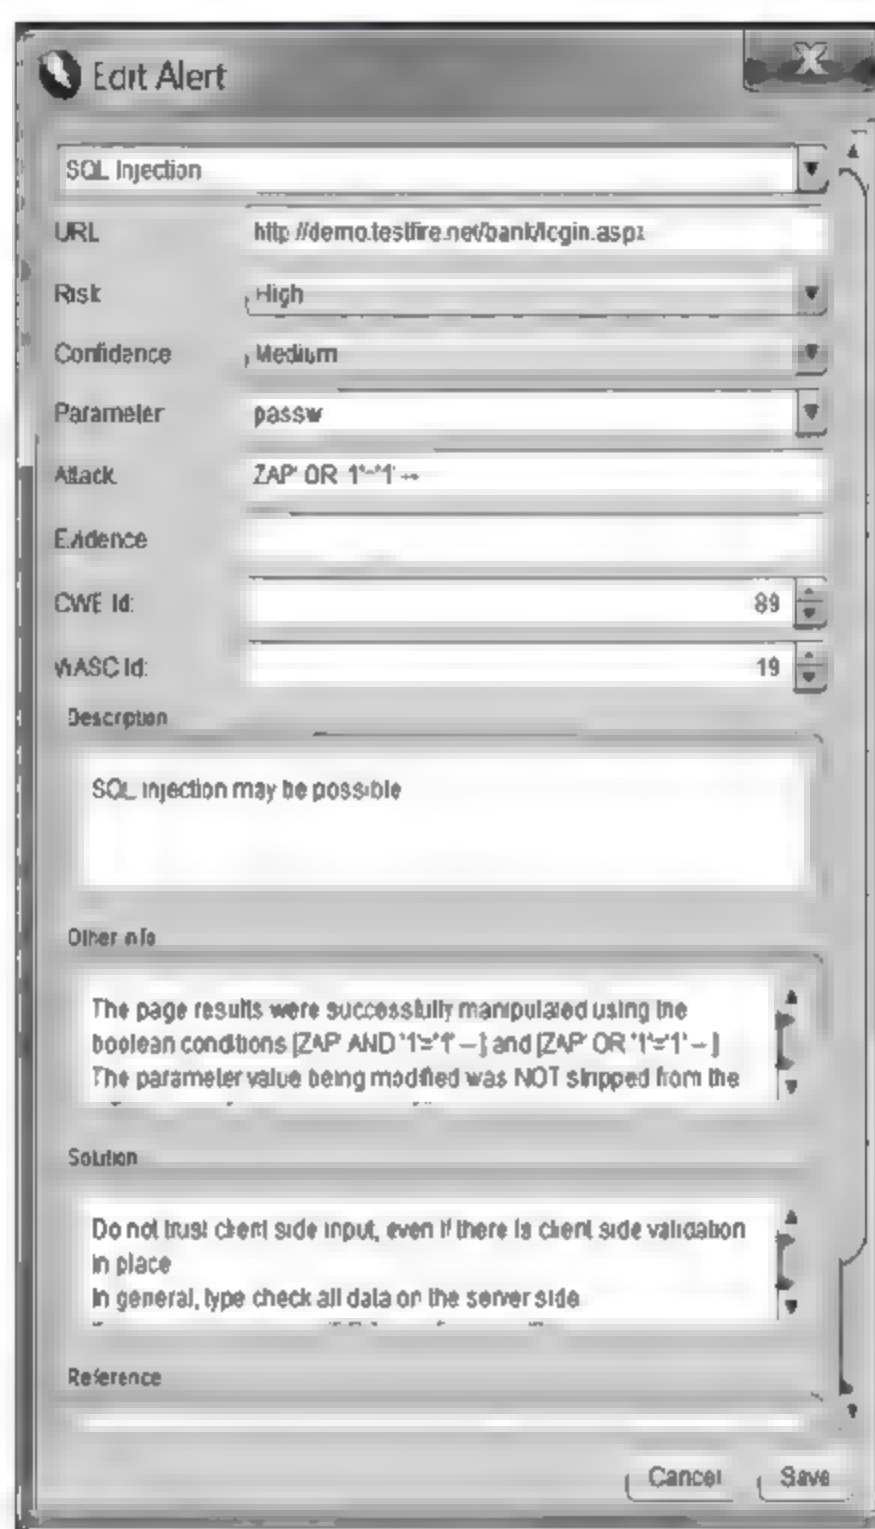 Edit Alert
X
SQL Injection
URL http://demo.testfire.net/bank/login.aspx
Risk High
Confidence Medium
Parameter passw
Attack ZAP' OR '1'='1' --
Evidence
CWE Id: 89
WASC Id: 19
Description
SQL injection may be possible
Other info
The page results were successfully manipulated using the
boolean conditions [ZAP' AND '1'='1' -- ] and [ZAP' OR '1'='1' -- ]
The parameter value being modified was NOT stripped from the
Solution
Do not trust client side input, even if there is client side validation
in place
In general, type check all data on the server side
Reference
Cancel Save